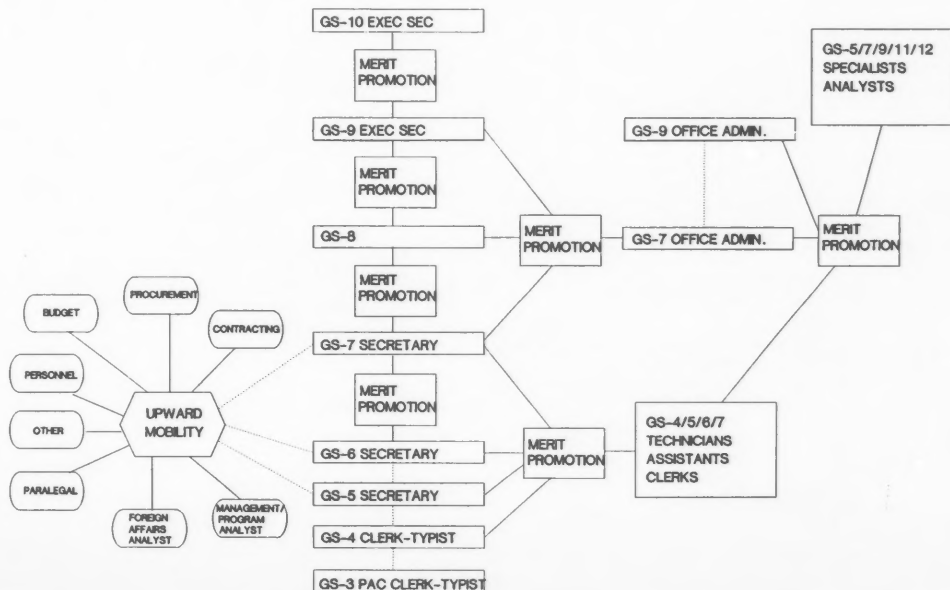 GS-10 EXEC SEC
MERIT
PROMOTION
GS-9 EXEC SEC
MERIT
PROMOTION
GS-8
MERIT
PROMOTION
GS-7 SECRETARY
MERIT
PROMOTION
GS-6 SECRETARY
GS-5 SECRETARY
GS-4 CLERK-TYPIST
GS-3 PAC CLERK-TYPIST
BUDGET
PROCUREMENT
CONTRACTING
PERSONNEL
OTHER
PARALEGAL
FOREIGN
AFFAIRS
ANALYST
MANAGEMENT/
PROGRAM
ANALYST
UPWARD
MOBILITY
MERIT
PROMOTION
MERIT
PROMOTION
GS-9 OFFICE ADMIN.
GS-7 OFFICE ADMIN.
MERIT
PROMOTION
GS-5/7/9/11/12
SPECIALISTS
ANALYSTS
GS-4/5/6/7
TECHNICIANS
ASSISTANTS
CLERKS